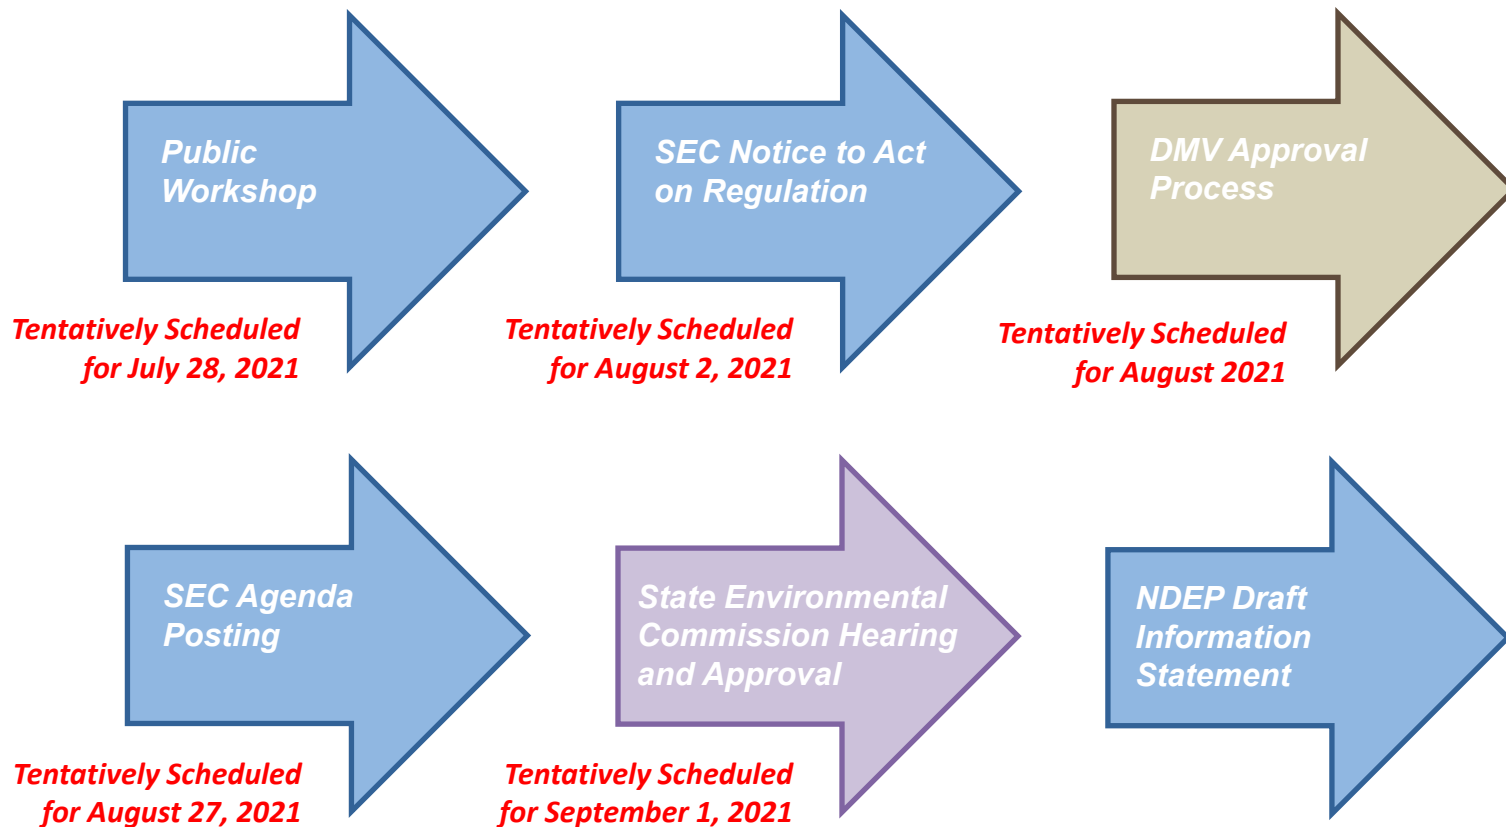 Public
Workshop
Tentatively Scheduled
for July 28, 2021
SEC Notice to Act
on Regulation
Tentatively Scheduled
for August 2, 2021
DMV Approval
Process
Tentatively Scheduled
for August 2021
SEC Agenda
Posting
Tentatively Scheduled
for August 27, 2021
State Environmental
Commission Hearing
and Approval
Tentatively Scheduled
for September 1, 2021
NDEP Draft
Information
Statement